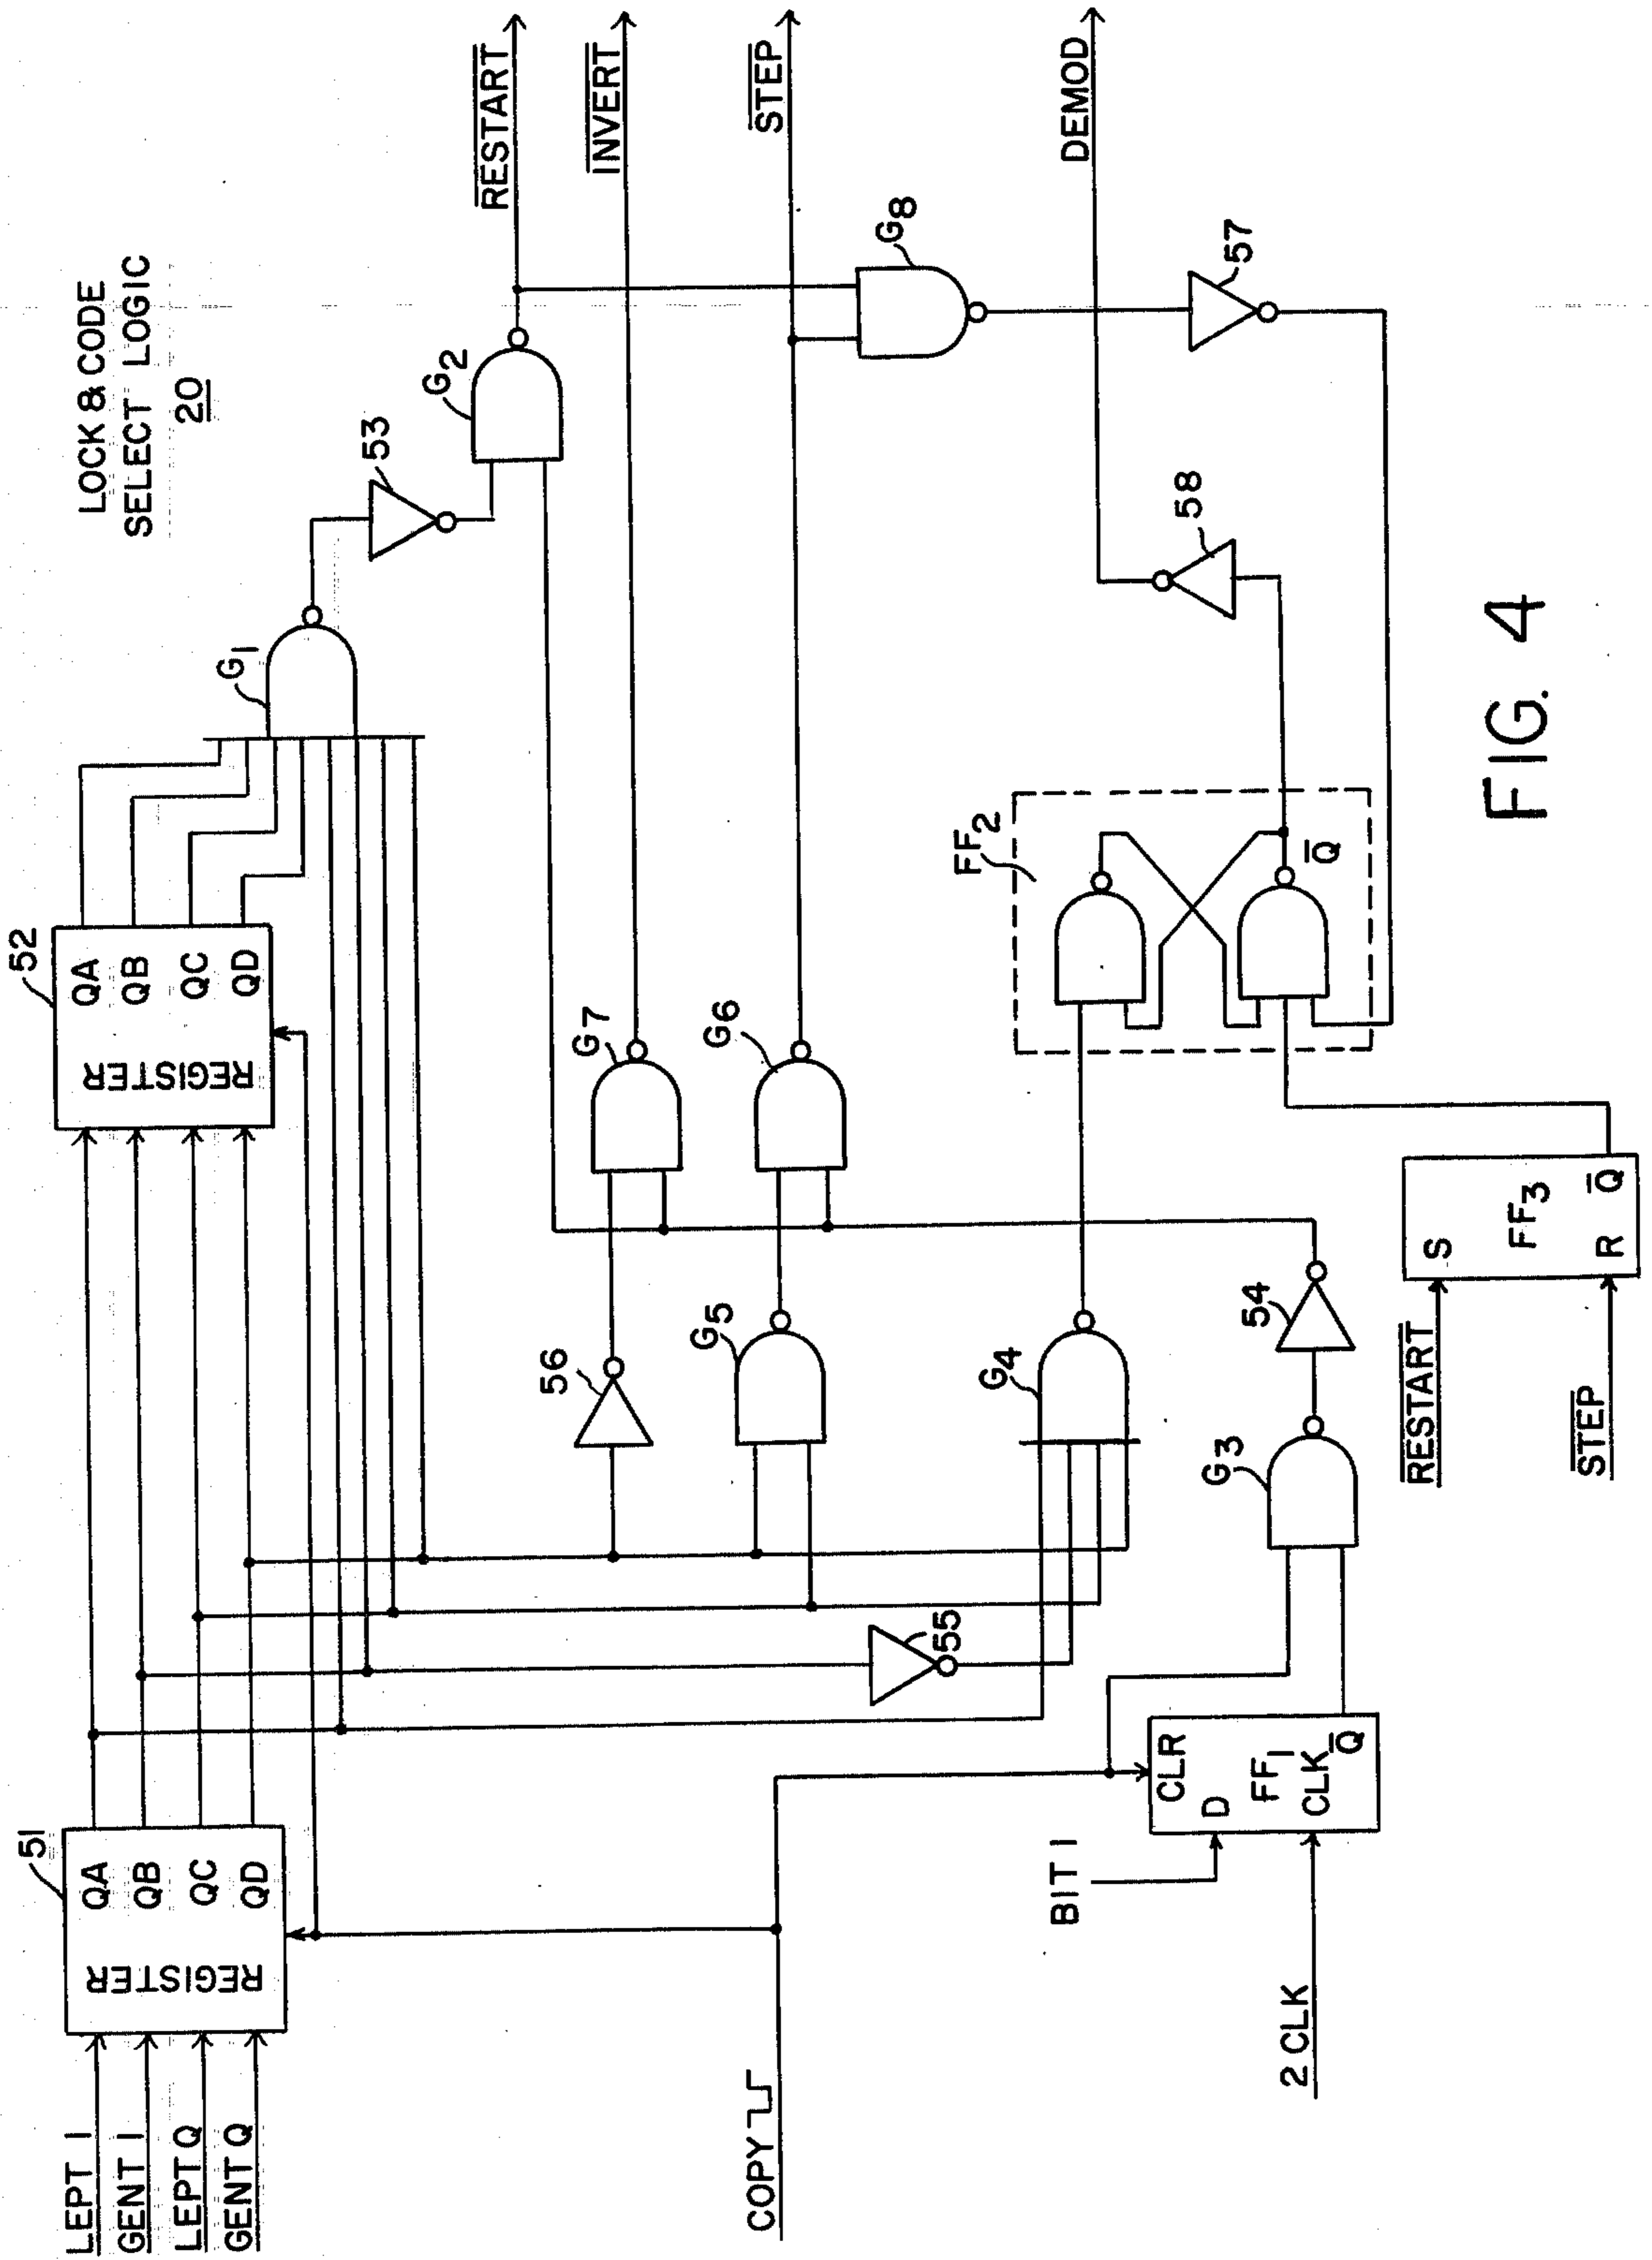 LOCK & CODE
SELECT LOGIC
20
LEPT I
GENT I
LEPT Q
GENT Q
51
REGISTER
QA
QB
QC
QD
52
REGISTER
QA
QB
QC
QD
G1
53
G2
RESTART
INVERT
STEP
DEMOD
56
G7
G5
G6
G8
55
G4
FF2
Q
58
57
COPY
BIT 1
2 CLK
CLR
D
FF1
CLK
Q
G3
54
RESTART
STEP
S
FF3
R
Q
FIG. 4